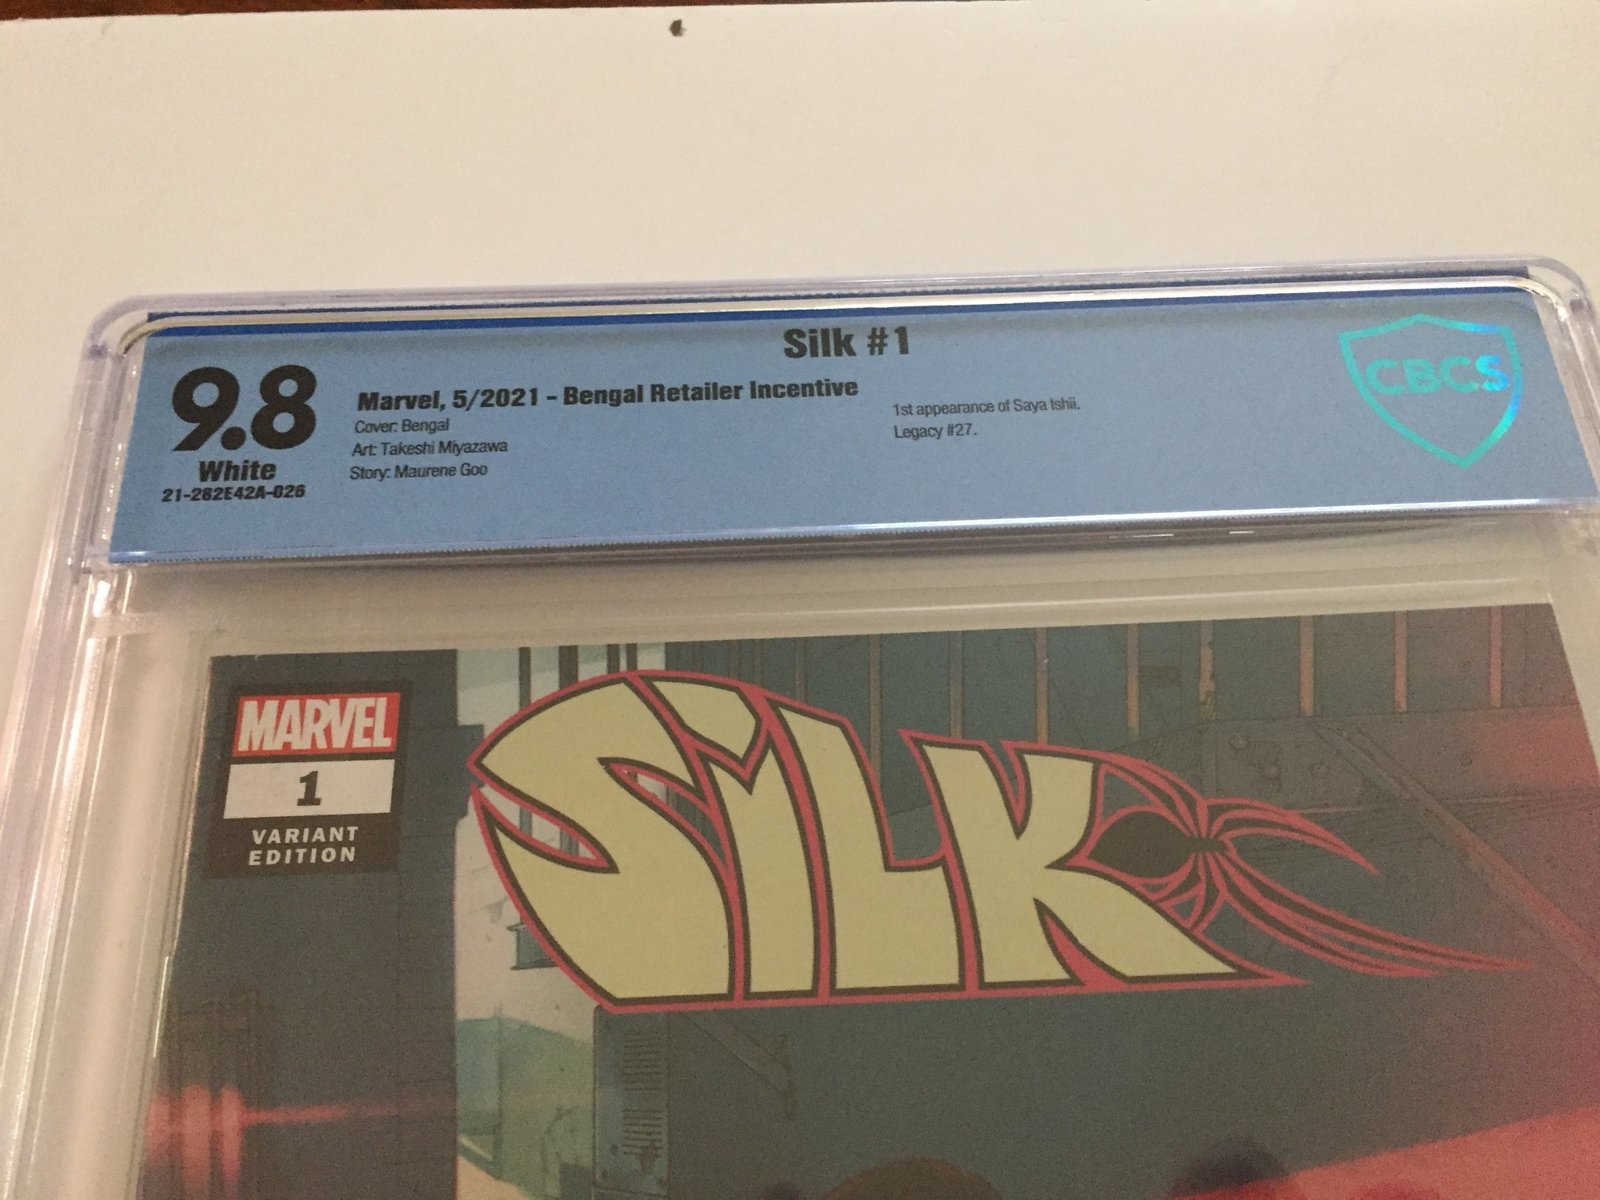 Silk #1
9.8
White
21-282E42A-026
Marvel, 5/2021 - Bengal Retailer Incentive
Cover: Bengal
Art: Takeshi Miyazawa
Story: Maurene Goo
1st appearance of Saya Ishii.
Legacy #27.
CBCS
MARVEL
1
VARIANT
EDITION
SiLK